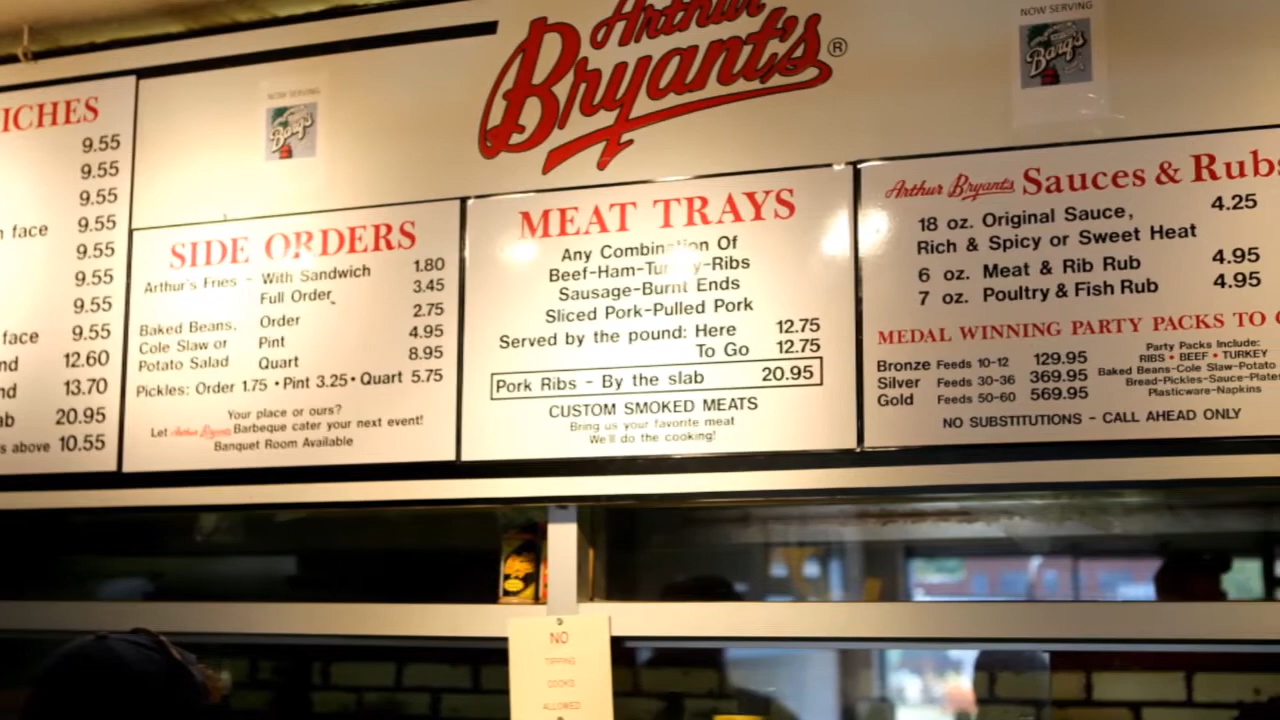 Arthur
Bryant's®
NOW SERVING
Barq's
NOW SERVING
Barq's
ICHES
9.55
9.55
9.55
face 9.55
9.55
9.55
9.55
face 9.55
12.60
13.70
20.95
above 10.55
SIDE ORDERS
Arthur's Fries - With Sandwich 1.80
Full Order 3.45
Baked Beans, Order 2.75
Cole Slaw or Pint 4.95
Potato Salad Quart 8.95
Pickles: Order 1.75 • Pint 3.25 • Quart 5.75
Your place or ours?
Let Arthur Bryant's Barbeque cater your next event!
Banquet Room Available
MEAT TRAYS
Any Combination Of
Beef-Ham-Turkey-Ribs
Sausage-Burnt Ends
Sliced Pork-Pulled Pork
Served by the pound: Here 12.75
To Go 12.75
Pork Ribs - By the slab 20.95
CUSTOM SMOKED MEATS
Bring us your favorite meat
We'll do the cooking!
Arthur Bryant's Sauces & Rubs
18 oz. Original Sauce, 4.25
Rich & Spicy or Sweet Heat
6 oz. Meat & Rib Rub 4.95
7 oz. Poultry & Fish Rub 4.95
MEDAL WINNING PARTY PACKS TO
Bronze Feeds 10-12 129.95
Silver Feeds 30-36 369.95
Gold Feeds 50-60 569.95
Party Packs Include:
RIBS • BEEF • TURKEY
Baked Beans-Cole Slaw-Potato
Bread-Pickles-Sauce-Plates
Plasticware-Napkins
NO SUBSTITUTIONS - CALL AHEAD ONLY
NO
TIPPING
COOKS
ALLOWED